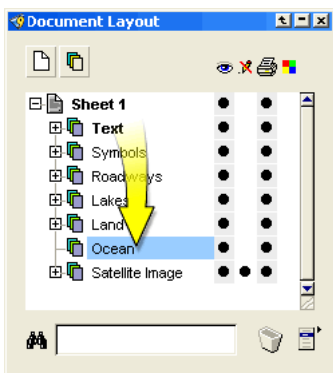 Document Layout
Sheet 1
Text
Symbols
Roadways
Lakes
Land
Ocean
Satellite Image